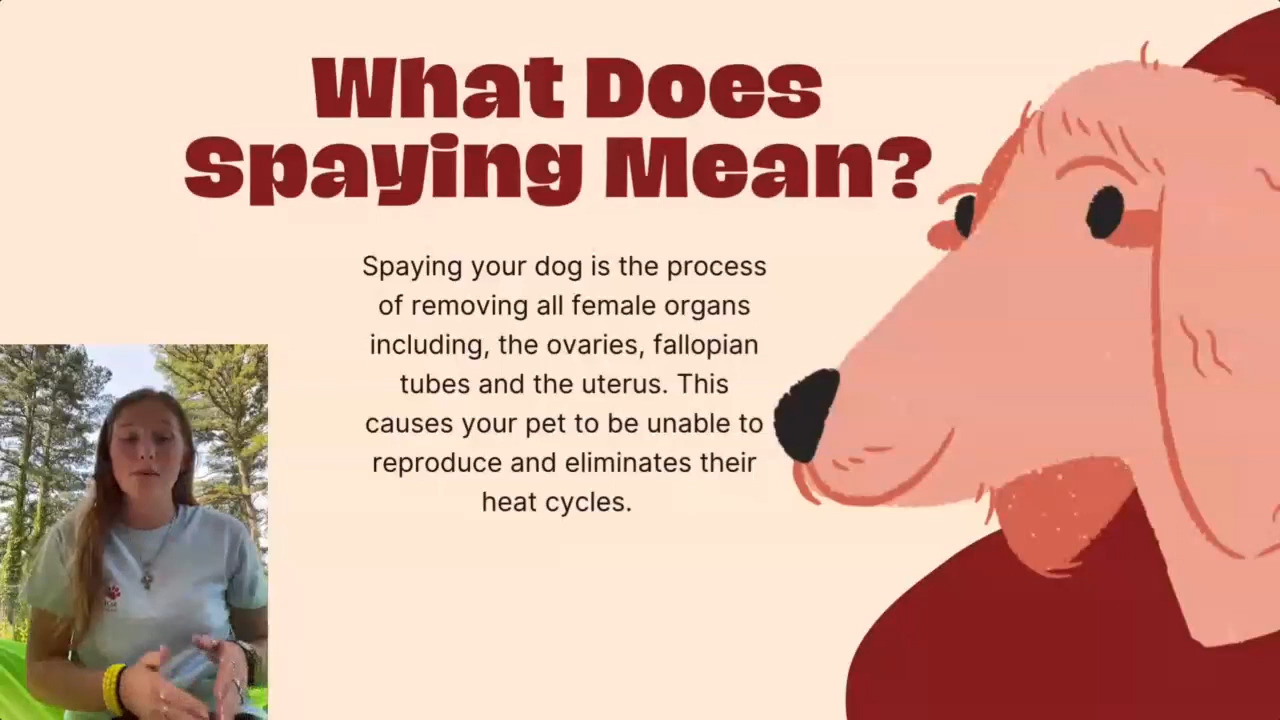 What Does
Spaying Mean?
Spaying your dog is the process
of removing all female organs
including, the ovaries, fallopian
tubes and the uterus. This
causes your pet to be unable to
reproduce and eliminates their
heat cycles.